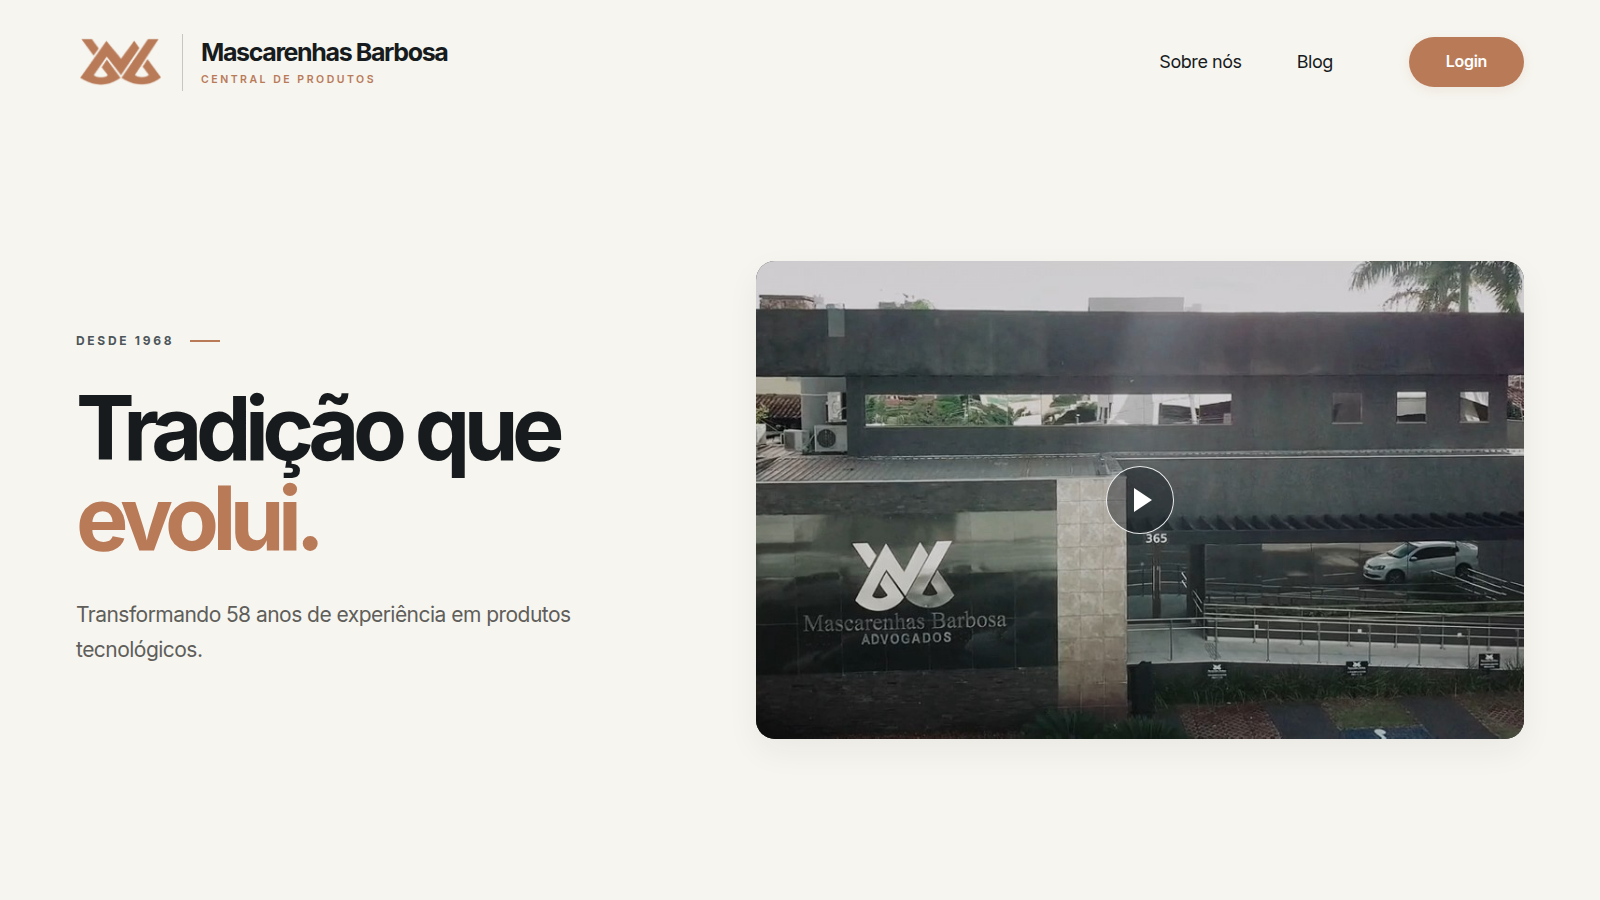 Mascarenhas Barbosa
CENTRAL DE PRODUTOS
Sobre nós
Blog
Login
DESDE 1968
Tradição que
evolui.
Transformando 58 anos de experiência em produtos
tecnológicos.
365
Mascarenhas Barbosa
ADVOGADOS